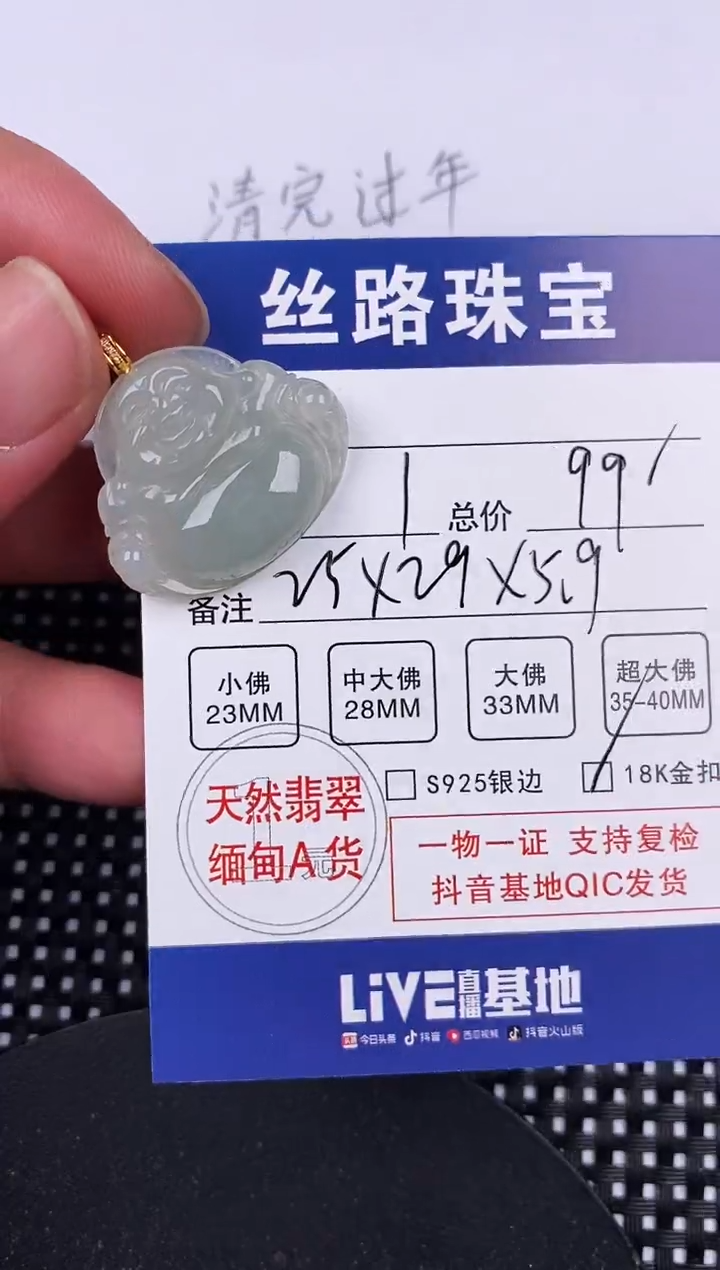 清完过年
丝路珠宝
1 总价 99/
备注 25X29X5.9
小佛 23MM
中大佛 28MM
大佛 33MM
超大佛 35-40MM
S925银边 18K金扣
天然翡翠
缅甸A货
一物一证 支持复检
抖音基地QIC发货
LiVE直播基地
头条 今日头条 抖音 西瓜视频 抖音火山版